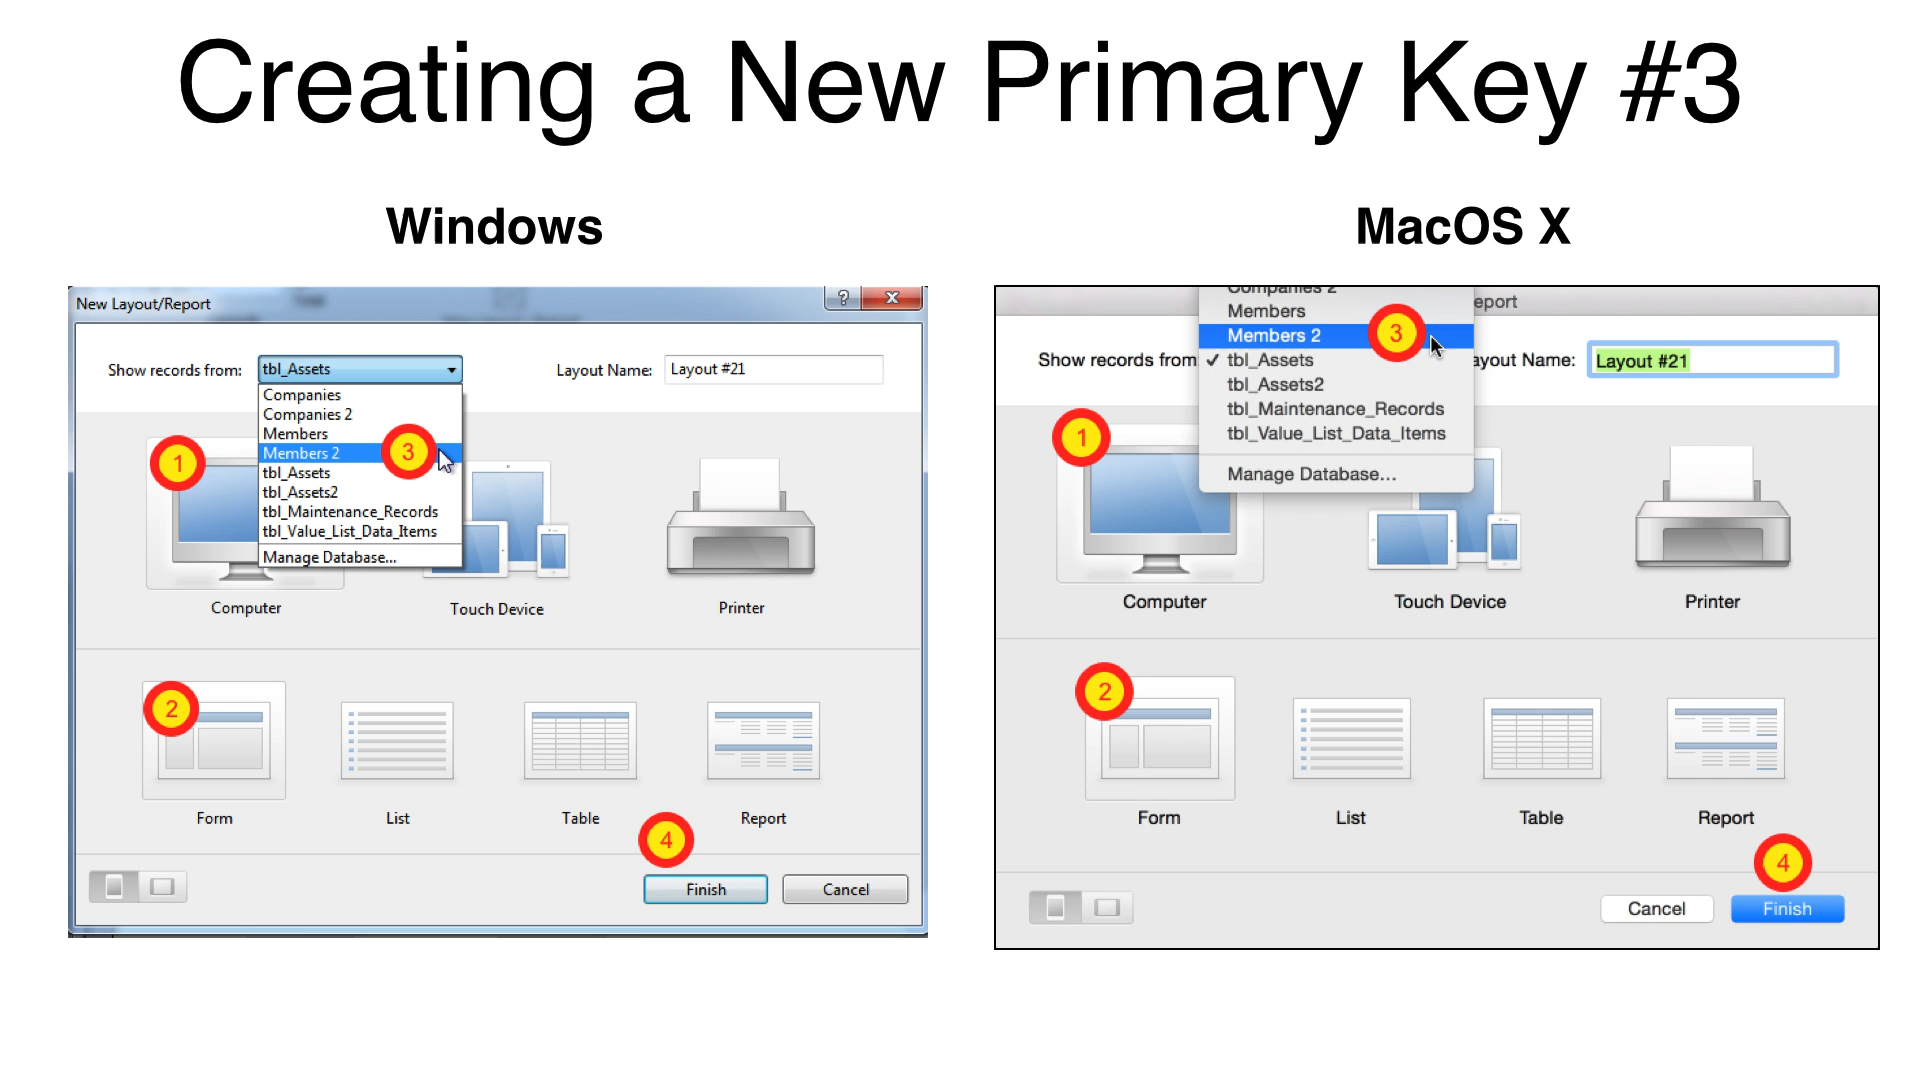 Creating a New Primary Key #3
Windows
New Layout/Report
?
Show records from:
tbl_Assets
Layout Name:
Layout #21
Companies
Companies 2
Members
Members 2
3
tbl_Assets
tbl_Assets2
tbl_Maintenance_Records
tbl_Value_List_Data_Items
Manage Database...
1
Computer
Touch Device
Printer
2
Form
List
Table
Report
4
Finish
Cancel
MacOS X
eport
Companies 2
Members
Members 2
3
Show records from
✓ tbl_Assets
ayout Name:
Layout #21
tbl_Assets2
tbl_Maintenance_Records
tbl_Value_List_Data_Items
Manage Database...
1
Computer
Touch Device
Printer
2
Form
List
Table
Report
4
Cancel
Finish